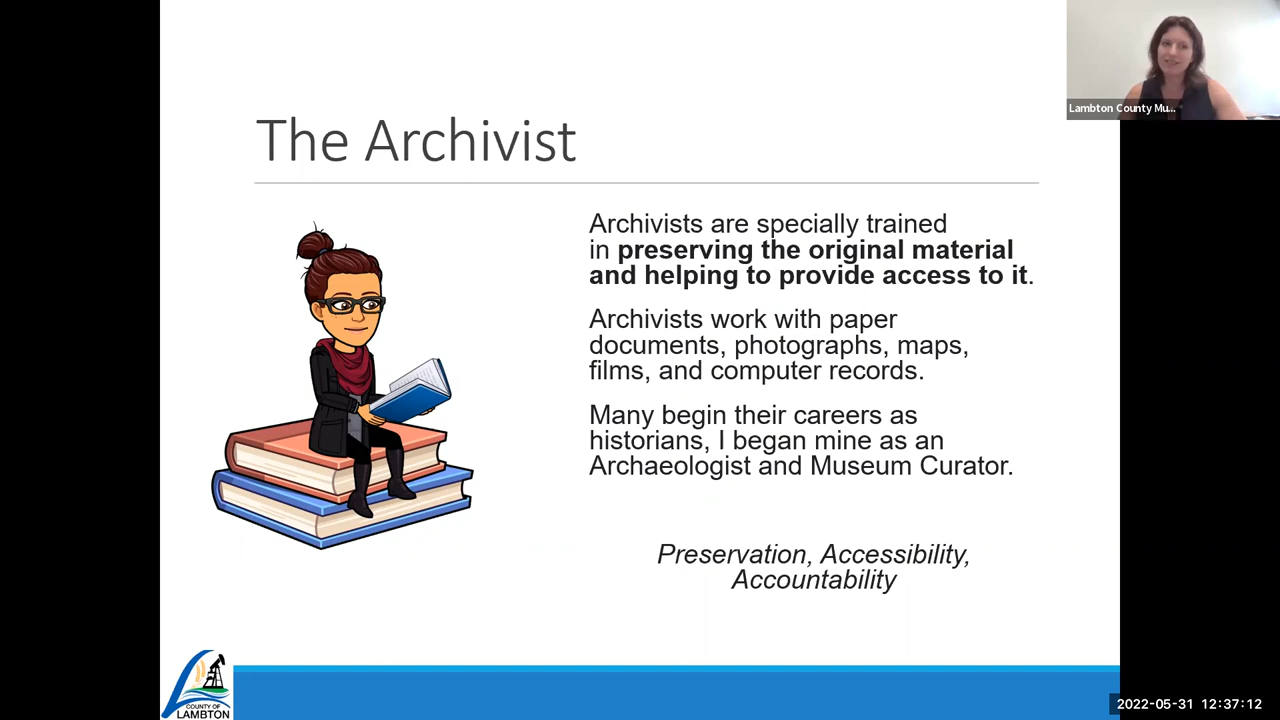 Lambton County Mu...
The Archivist
Archivists are specially trained
in preserving the original material
and helping to provide access to it.
Archivists work with paper
documents, photographs, maps,
films, and computer records.
Many begin their careers as
historians, I began mine as an
Archaeologist and Museum Curator.
Preservation, Accessibility,
Accountability
COUNTY OF
LAMBTON
2022-05-31 12:37:12